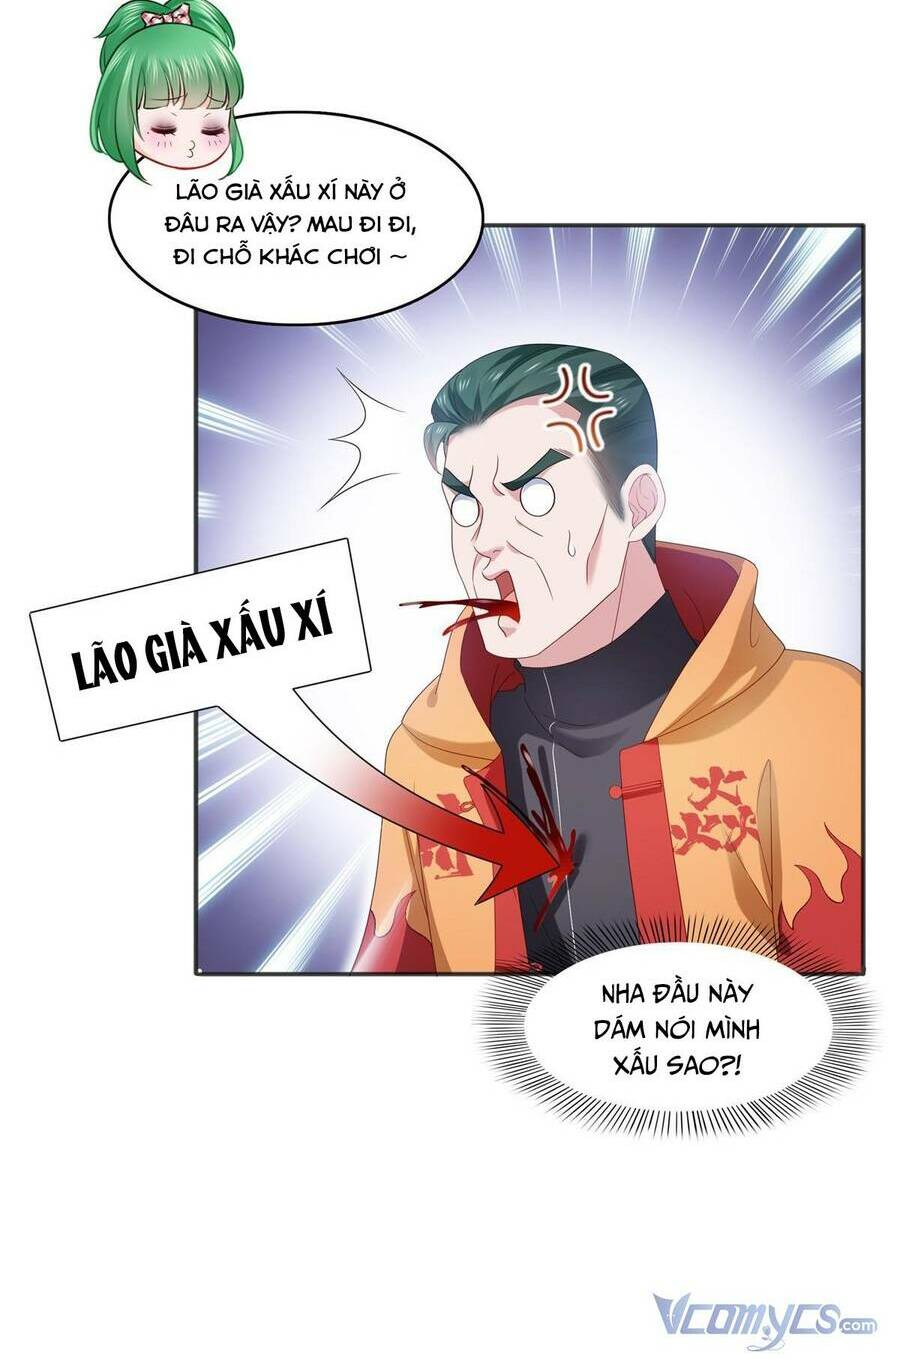 LÃO GIÀ XẤU XÍ NÀY Ở
ĐÂU RA VẬY? MAU ĐI ĐI,
ĐI CHỖ KHÁC CHƠI ~
LÃO GIÀ XẤU XÍ
焱
NHA ĐẦU NÀY
DÁM NÓI MÌNH
XẤU SAO?!
VCOMYCS.com